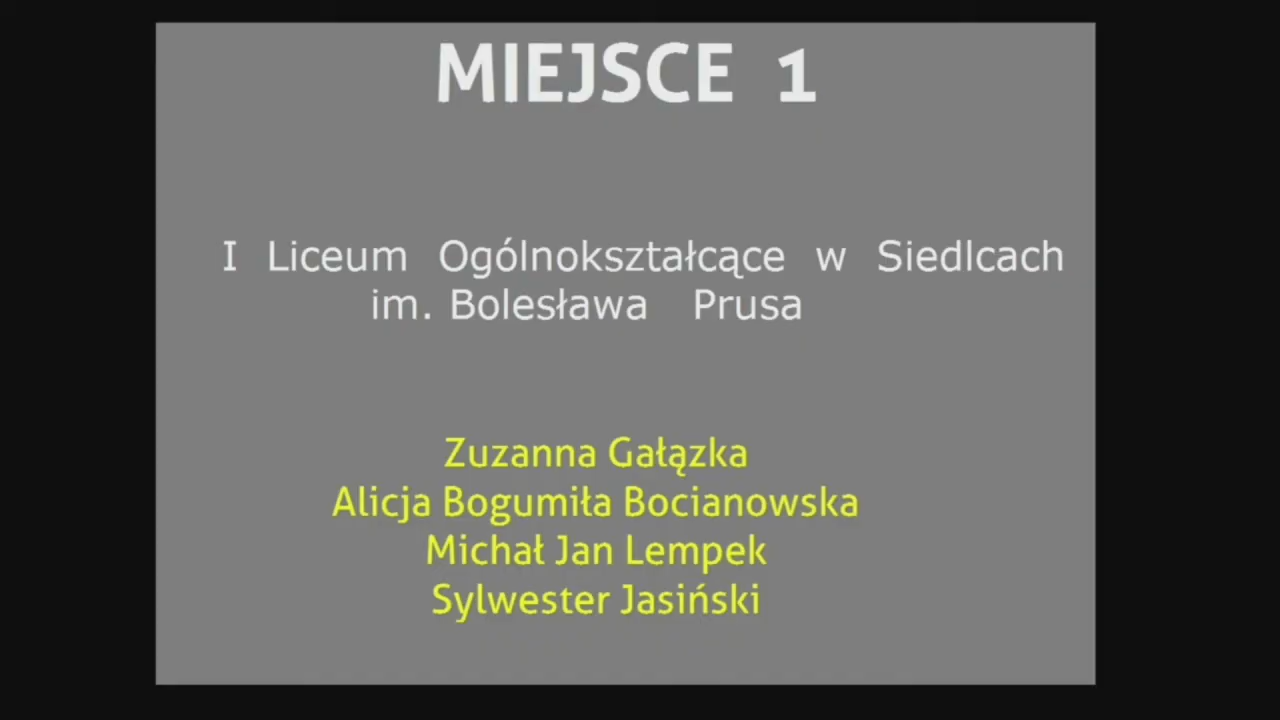 MIEJSCE 1
I Liceum Ogólnokształcące w Siedlcach
im. Bolesława Prusa
Zuzanna Gałązka
Alicja Bogumiła Bocianowska
Michał Jan Lempek
Sylwester Jasiński